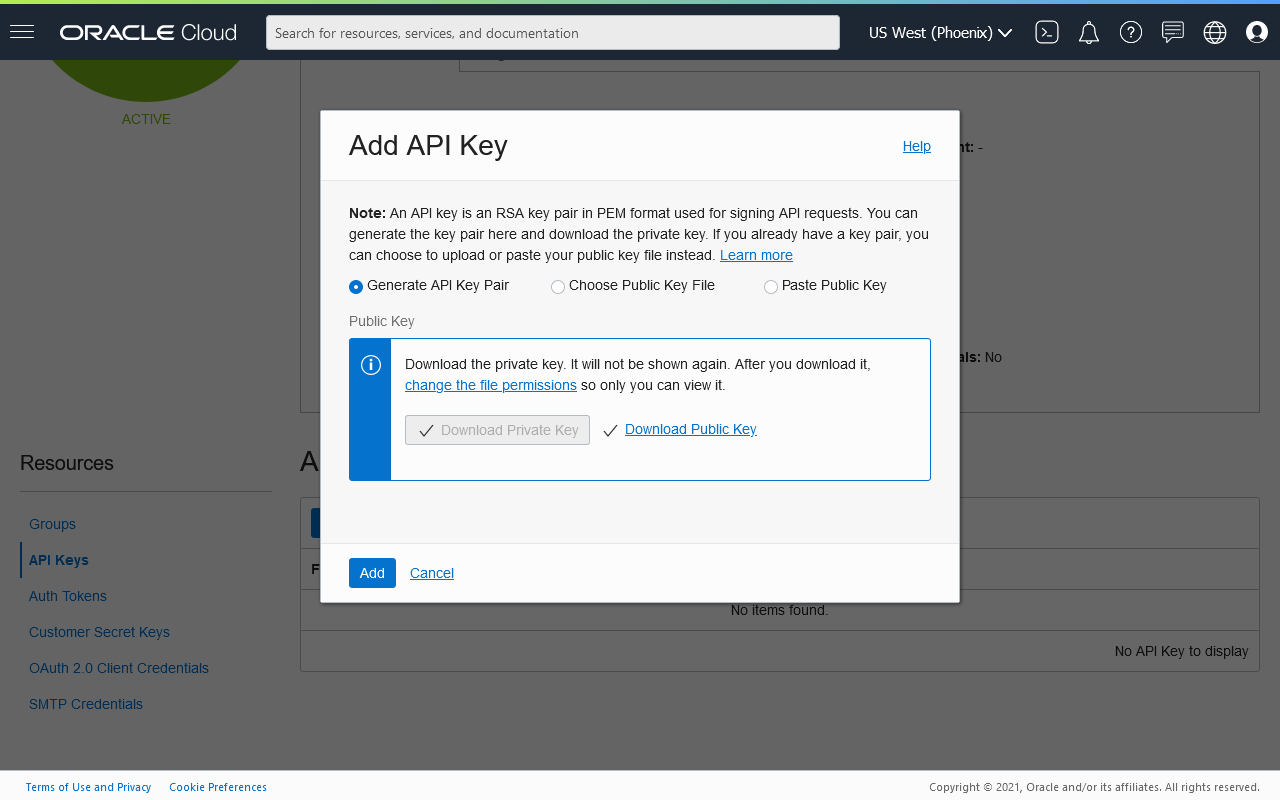 ORACLE Cloud
Search for resources, services, and documentation
US West (Phoenix)
ACTIVE
Add API Key
Help
nt: -
Note: An API key is an RSA key pair in PEM format used for signing API requests. You can
generate the key pair here and download the private key. If you already have a key pair, you
can choose to upload or paste your public key file instead. Learn more
Generate API Key Pair
Choose Public Key File
Paste Public Key
Public Key
Download the private key. It will not be shown again. After you download it,
change the file permissions so only you can view it.
als: No
Download Private Key
Download Public Key
Resources
A
Groups
API Keys
F
Add
Cancel
Auth Tokens
No items found.
Customer Secret Keys
No API Key to display
OAuth 2.0 Client Credentials
SMTP Credentials
Terms of Use and Privacy
Cookie Preferences
Copyright © 2021, Oracle and/or its affiliates. All rights reserved.